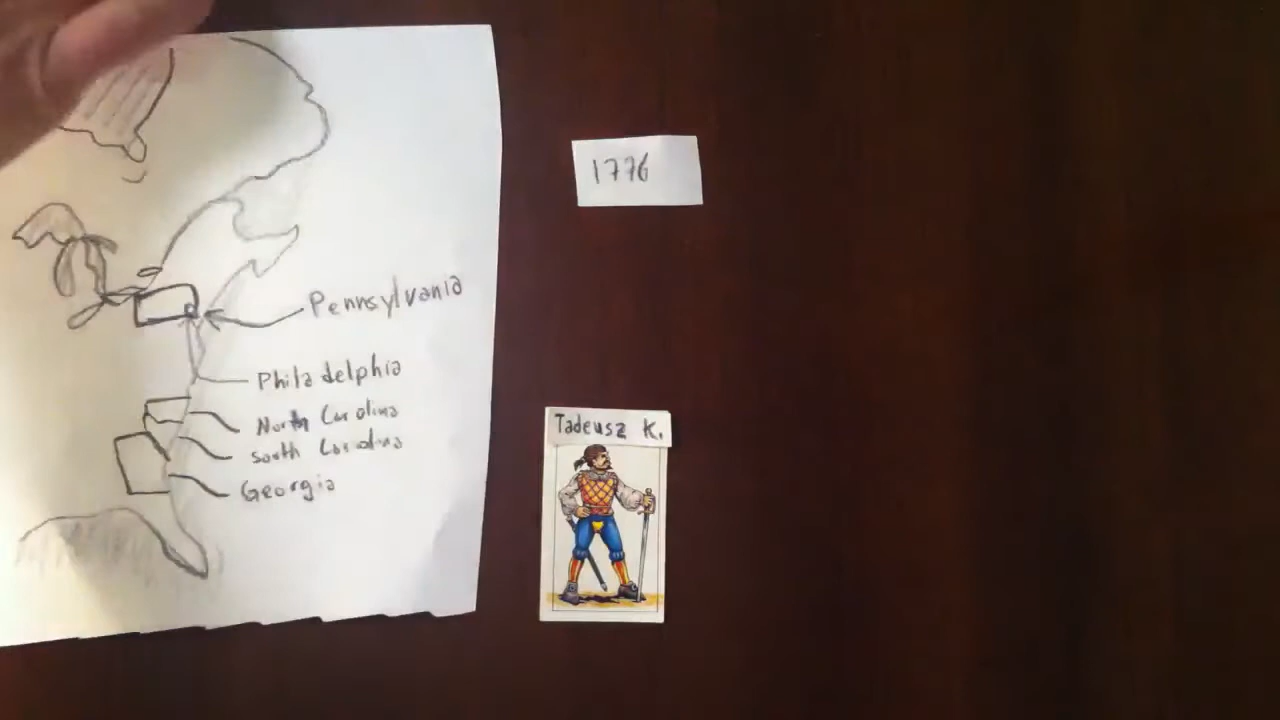 1776
Pennsylvania
Philadelphia
North Carolina
South Carolina
Georgia
Tadeusz K.